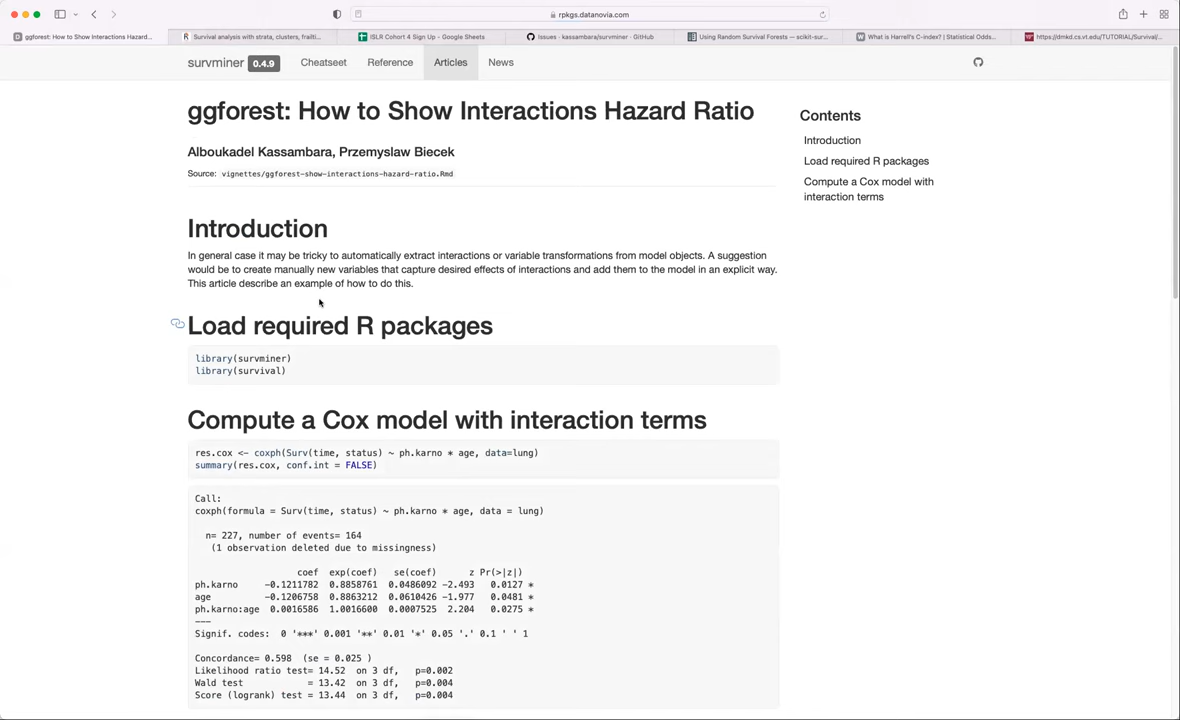 rpkgs.datanovia.com
ggforest: How to Show Interactions Hazard...
Survival analysis with strata, clusters, frailti...
ISLR Cohort 4 Sign Up - Google Sheets
Issues · kassambara/survminer · GitHub
Using Random Survival Forests — scikit-sur...
What is Harrell's C-index? | Statistical Odds...
https://dmkd.cs.vt.edu/TUTORIAL/Survival/...
survminer 0.4.9 Cheatseet Reference Articles News
ggforest: How to Show Interactions Hazard Ratio
Alboukadel Kassambara, Przemyslaw Biecek
Source: vignettes/ggforest-show-interactions-hazard-ratio.Rmd
Contents
Introduction
Load required R packages
Compute a Cox model with
interaction terms
Introduction
In general case it may be tricky to automatically extract interactions or variable transformations from model objects. A suggestion
would be to create manually new variables that capture desired effects of interactions and add them to the model in an explicit way.
This article describe an example of how to do this.
Load required R packages
library(survminer)
library(survival)
Compute a Cox model with interaction terms
res.cox <- coxph(Surv(time, status) ~ ph.karno * age, data=lung)
summary(res.cox, conf.int = FALSE)
Call:
coxph(formula = Surv(time, status) ~ ph.karno * age, data = lung)
n= 227, number of events= 164
(1 observation deleted due to missingness)
coef exp(coef) se(coef) z Pr(>|z|)
ph.karno -0.1211782 0.8858761 0.0486092 -2.493 0.0127 *
age -0.1206758 0.8863212 0.0610426 -1.977 0.0481 *
ph.karno:age 0.0016586 1.0016600 0.0007525 2.204 0.0275 *
---
Signif. codes: 0 '***' 0.001 '**' 0.01 '*' 0.05 '.' 0.1 ' ' 1
Concordance= 0.598 (se = 0.025 )
Likelihood ratio test= 14.52 on 3 df, p=0.002
Wald test = 13.42 on 3 df, p=0.004
Score (logrank) test = 13.44 on 3 df, p=0.004